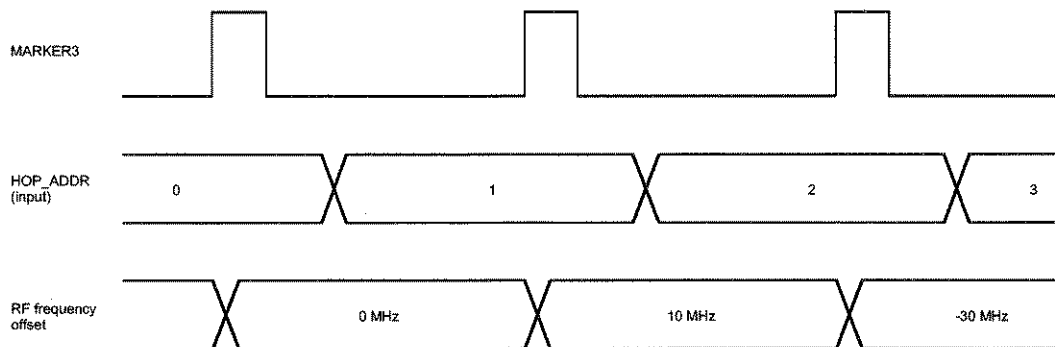 MARKER3
HOP_ADDR
(input)
0
1
2
3
RF frequency
offset
0 MHz
10 MHz
-30 MHz